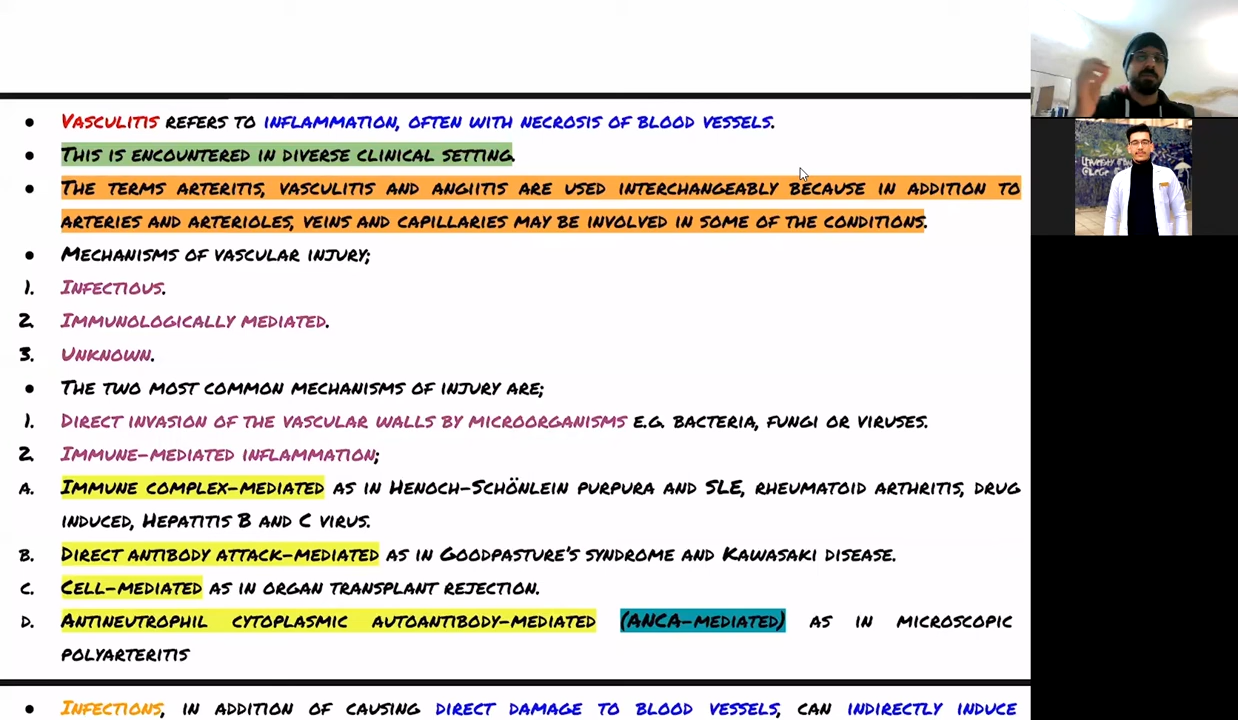 • Vasculitis refers to inflammation, often with necrosis of blood vessels.
• This is encountered in diverse clinical setting.
• The terms arteritis, vasculitis and angiitis are used interchangeably because in addition to
arteries and arterioles, veins and capillaries may be involved in some of the conditions.
• Mechanisms of vascular injury;
1. Infectious.
2. Immunologically mediated.
3. Unknown.
• The two most common mechanisms of injury are;
1. Direct invasion of the vascular walls by microorganisms e.g. bacteria, fungi or viruses.
2. Immune-mediated inflammation;
A. Immune complex-mediated as in Henoch-Schönlein purpura and SLE, rheumatoid arthritis, drug
induced, Hepatitis B and C virus.
B. Direct antibody attack-mediated as in Goodpasture's syndrome and Kawasaki disease.
C. Cell-mediated as in organ transplant rejection.
D. Antineutrophil cytoplasmic autoantibody-mediated (ANCA-mediated) as in microscopic
polyarteritis
• Infections, in addition of causing direct damage to blood vessels, can indirectly induce